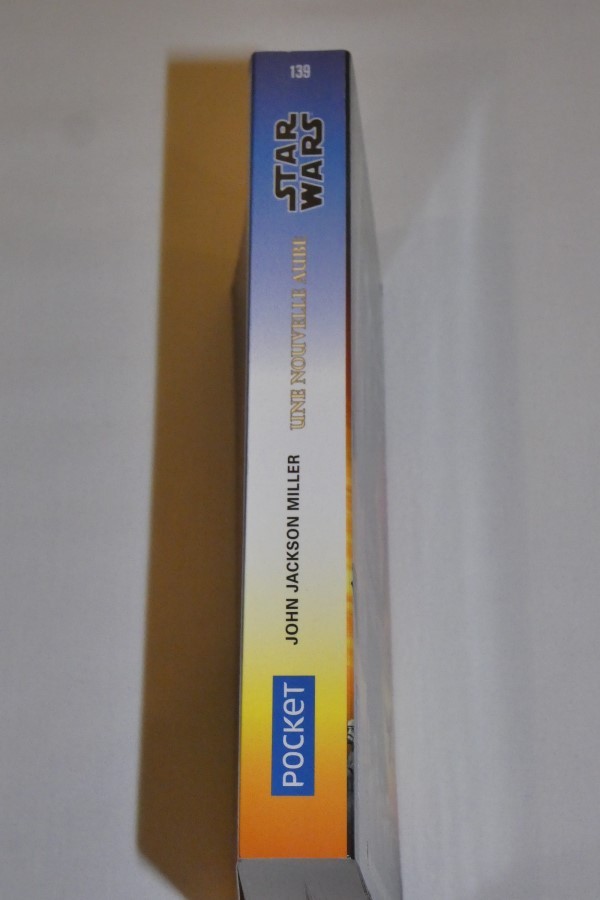 139
STAR
WARS
UNE NOUVELLE AUBE
JOHN JACKSON MILLER
POCKET